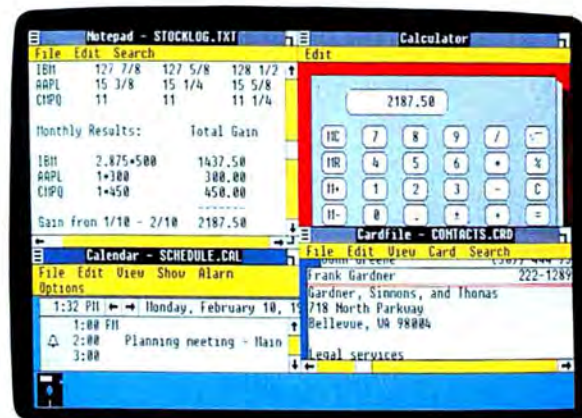 Notepad - STOCKLOG.TXT
File Edit Search
IBM 127 7/8 127 5/8 128 1/2
AAPL 15 3/8 15 1/4 15 5/8
CMPQ 11 11 11 1/4
Monthly Results: Total Gain
IBM 2.875*500 1437.50
AAPL 1*300 300.00
CMPQ 1*450 450.00
-------
Gain from 1/10 - 2/10 2187.50
Calculator
Edit
2187.50
MC 7 8 9 /
MR 4 5 6 * %
M+ 1 2 3 - C
M- 0 . ± + =
Calendar - SCHEDULE.CAL
File Edit View Show Alarm
Options
1:32 PM Monday, February 10, 19
1:00 PM
2:00 Planning meeting - Main
3:00
Cardfile - CONTACTS.CRD
File Edit View Card Search
John Greene
Frank Gardner 222-1289
Gardner, Simmons, and Thomas
718 North Parkway
Bellevue, WA 98004
Legal services